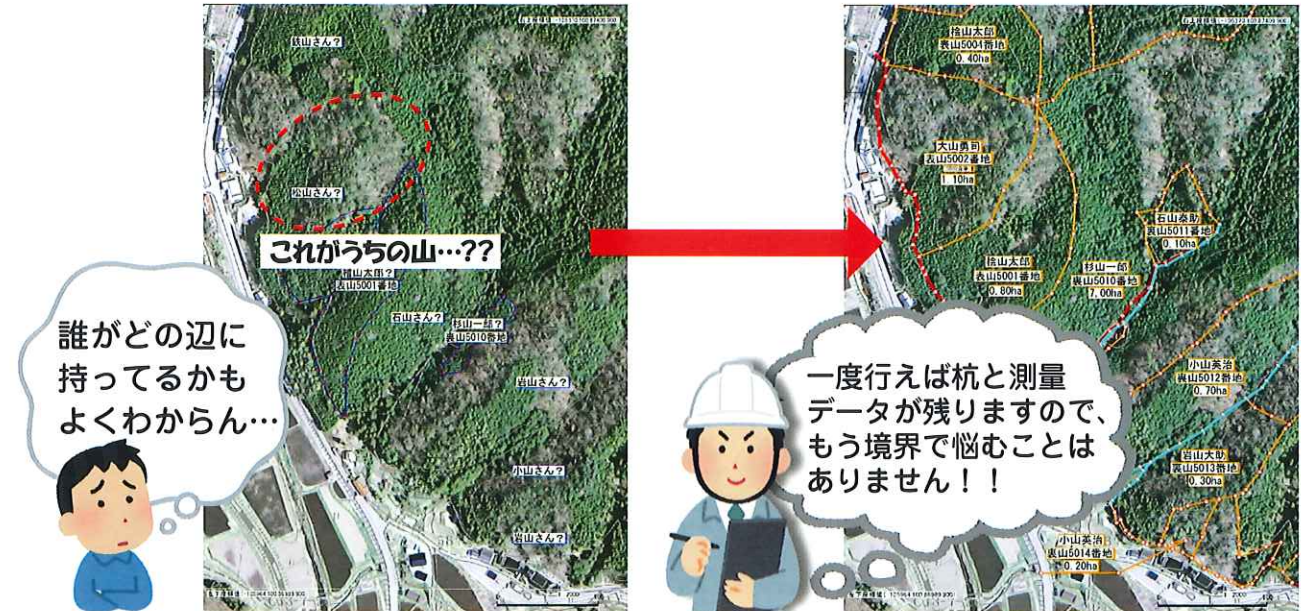 鉄山さん?
松山さん?
これがうちの山…??
桧山太郎?
表山5001番地
石山さん?
杉山一郎?
裏山5010番地
岩山さん?
小山さん?
岩山さん?
誰がどの辺に
持ってるかも
よくわからん…
桧山太郎
表山5004番地
0.40ha
大山勇司
表山5002番地
1.10ha
石山泰助
裏山5011番地
0.10ha
桧山太郎
表山5001番地
0.80ha
杉山一郎
裏山5010番地
7.00ha
小山英治
裏山5012番地
0.70ha
岩山大助
裏山5013番地
0.30ha
小山英治
裏山5014番地
0.20ha
一度行えば杭と測量
データが残りますので、
もう境界で悩むことは
ありません！！